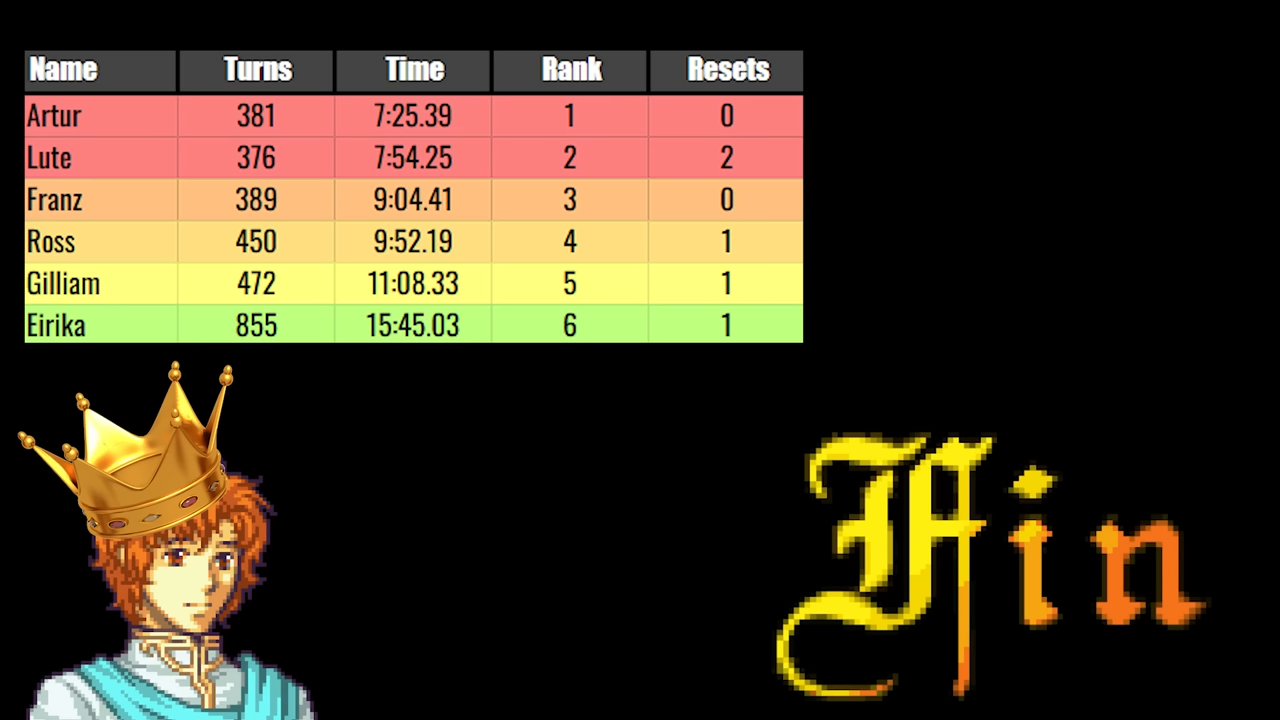 Name Turns Time Rank Resets
Artur 381 7:25.39 1 0
Lute 376 7:54.25 2 2
Franz 389 9:04.41 3 0
Ross 450 9:52.19 4 1
Gilliam 472 11:08.33 5 1
Eirika 855 15:45.03 6 1
Fin